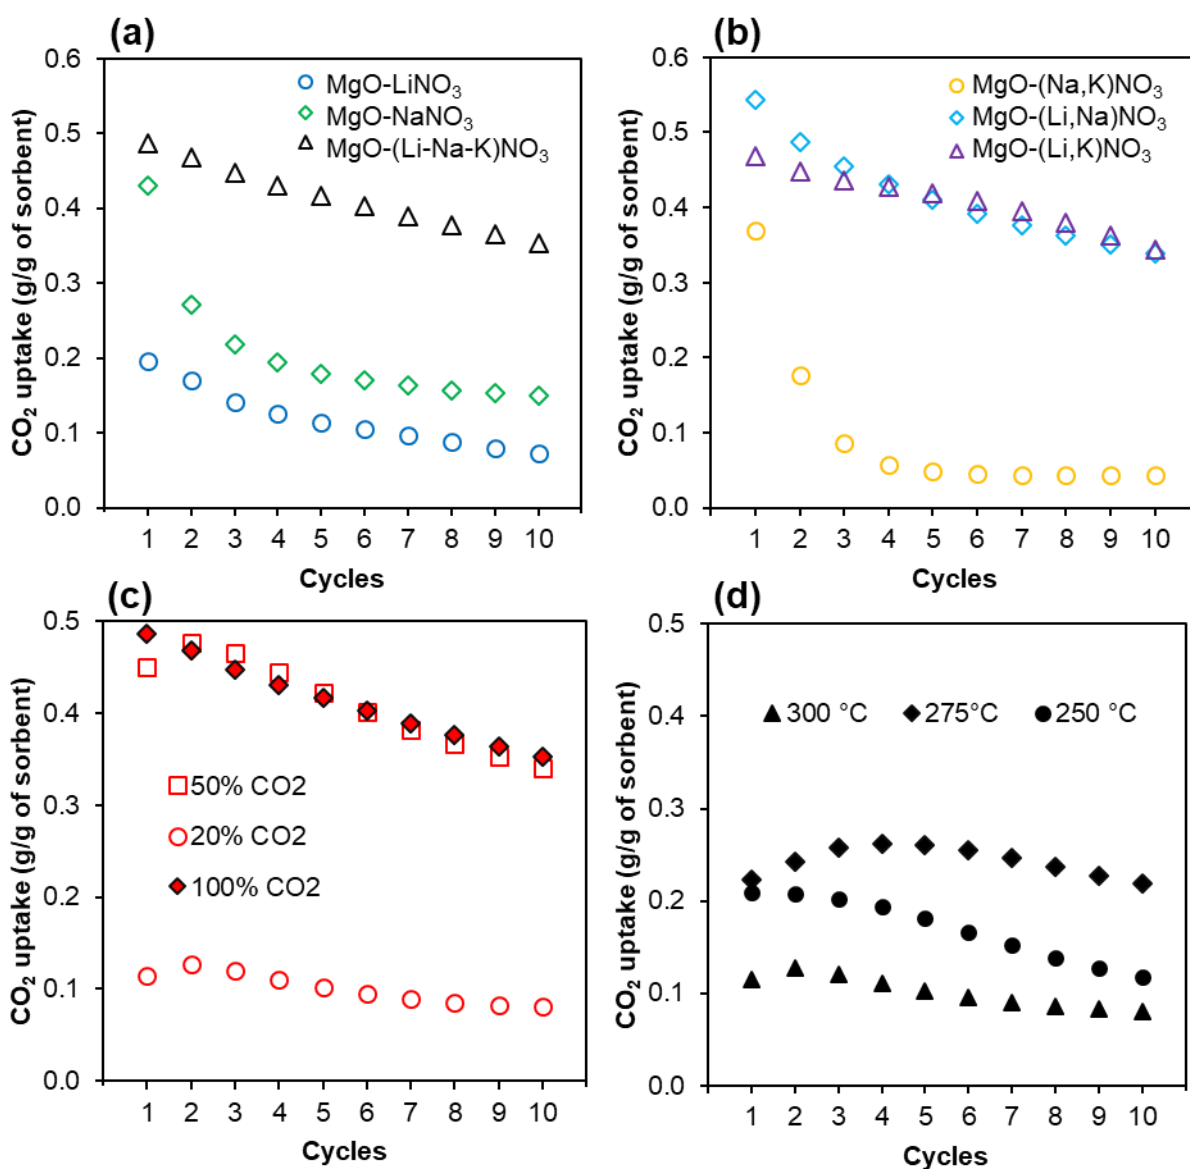 (a)
0.6
0.5
0.4
0.3
0.2
0.1
0.0
CO₂ uptake (g/g of sorbent)
MgO-LiNO₃
MgO-NaNO₃
MgO-(Li-Na-K)NO₃
1 2 3 4 5 6 7 8 9 10
Cycles
(b)
0.6
0.5
0.4
0.3
0.2
0.1
0.0
CO₂ uptake (g/g of sorbent)
MgO-(Na,K)NO₃
MgO-(Li,Na)NO₃
MgO-(Li,K)NO₃
1 2 3 4 5 6 7 8 9 10
Cycles
(c)
0.5
0.4
0.3
0.2
0.1
0.0
CO₂ uptake (g/g of sorbent)
50% CO2
20% CO2
100% CO2
1 2 3 4 5 6 7 8 9 10
Cycles
(d)
0.5
0.4
0.3
0.2
0.1
0.0
CO₂ uptake (g/g of sorbent)
300 °C 275°C 250 °C
1 2 3 4 5 6 7 8 9 10
Cycles